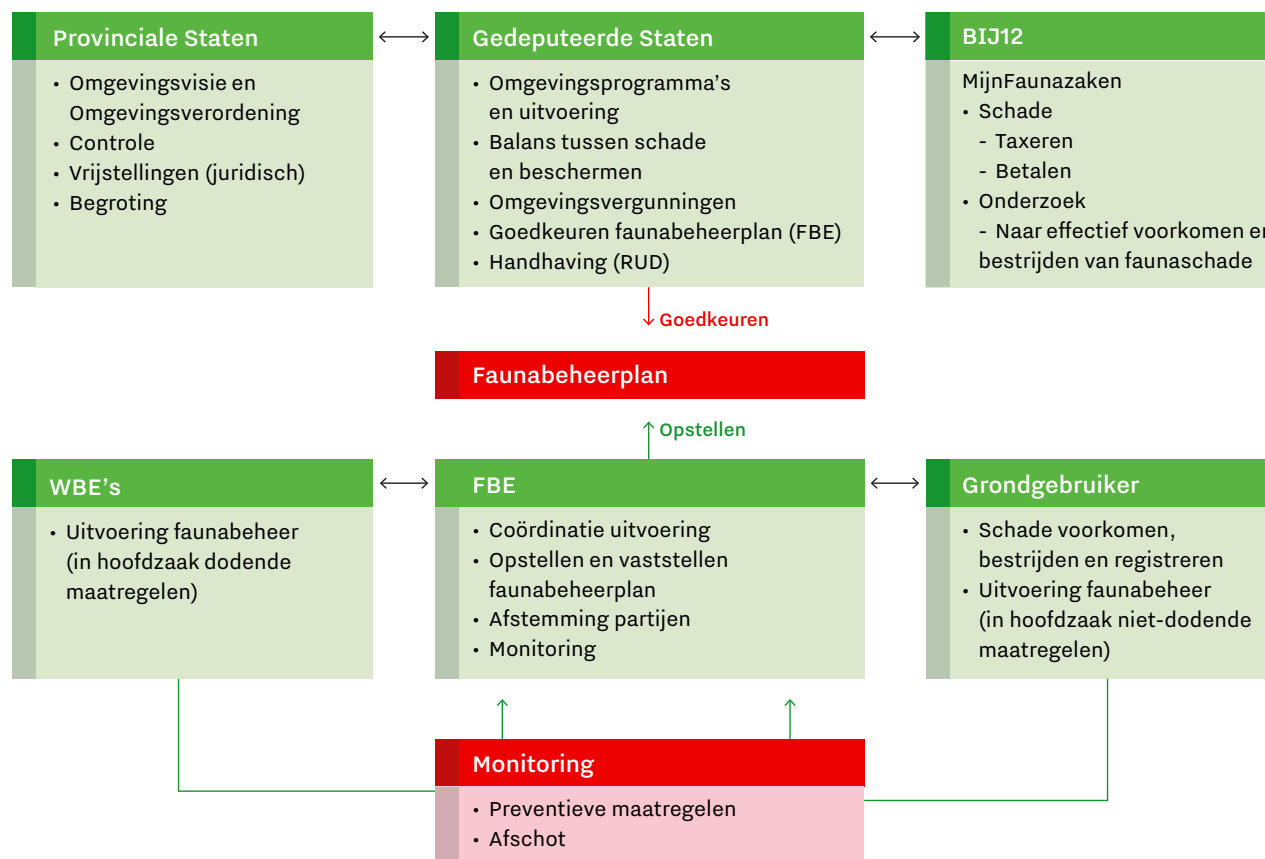 Provinciale Staten
• Omgevingsvisie en
Omgevingsverordening
• Controle
• Vrijstellingen (juridisch)
• Begroting
Gedeputeerde Staten
• Omgevingsprogramma's
en uitvoering
• Balans tussen schade
en beschermen
• Omgevingsvergunningen
• Goedkeuren faunabeheerplan (FBE)
• Handhaving (RUD)
BIJ12
MijnFaunazaken
• Schade
- Taxeren
- Betalen
• Onderzoek
- Naar effectief voorkomen en
bestrijden van faunaschade
Goedkeuren
Faunabeheerplan
Opstellen
WBE's
• Uitvoering faunabeheer
(in hoofdzaak dodende
maatregelen)
FBE
• Coördinatie uitvoering
• Opstellen en vaststellen
faunabeheerplan
• Afstemming partijen
• Monitoring
Grondgebruiker
• Schade voorkomen,
bestrijden en registreren
• Uitvoering faunabeheer
(in hoofdzaak niet-dodende
maatregelen)
Monitoring
• Preventieve maatregelen
• Afschot